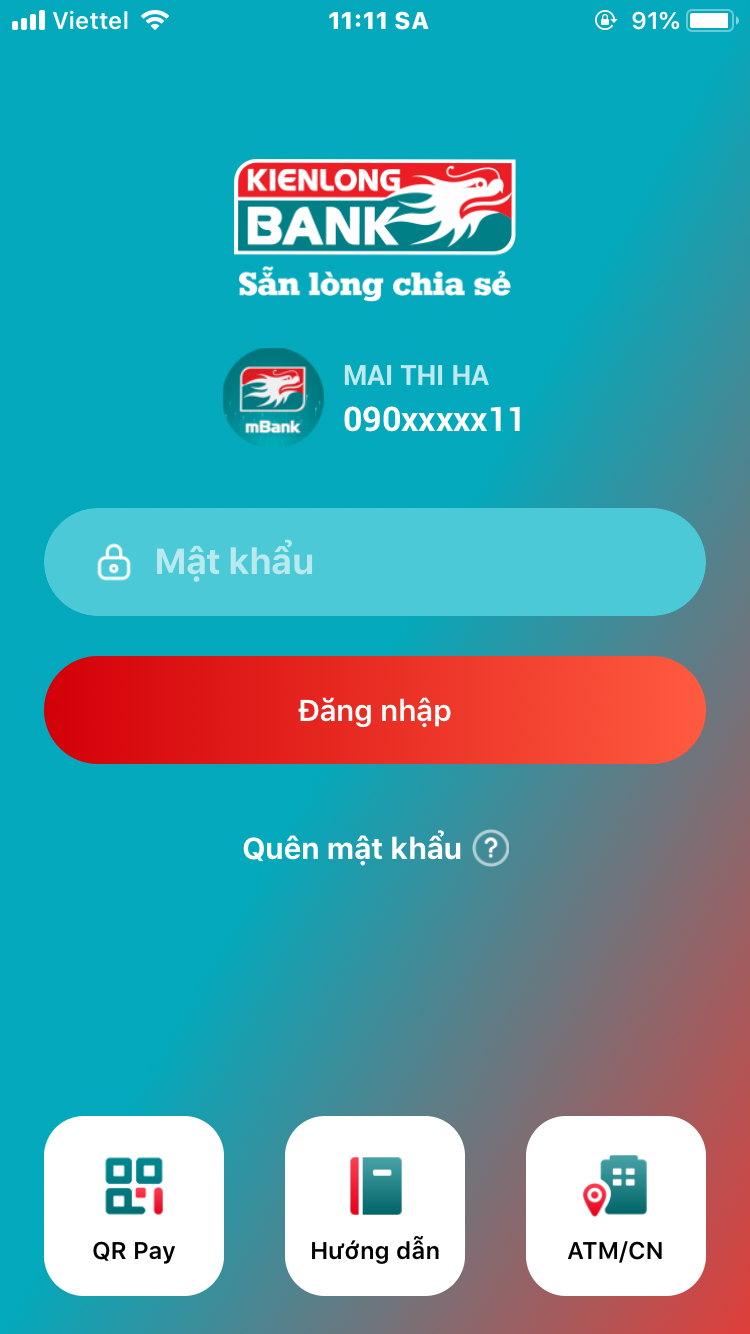 Viettel 11:11 SA 91%
KIENLONG
BANK
Sẵn lòng chia sẻ
MAI THI HA
mBank 090xxxxx11
Mật khẩu
Đăng nhập
Quên mật khẩu ?
QR Pay Hướng dẫn ATM/CN